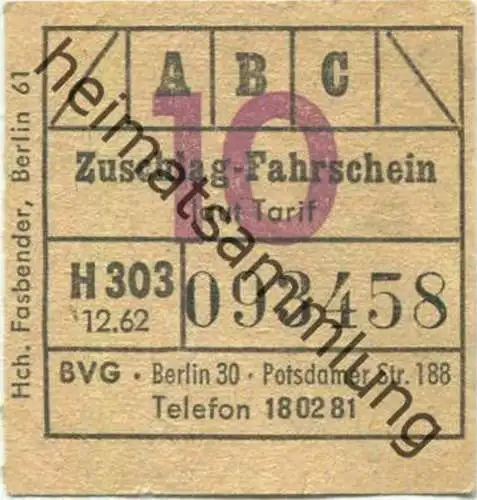 A B C
10
Zuschlag-Fahrschein
laut Tarif
H 303
12.62
093458
BVG · Berlin 30 · Potsdamer Str. 188
Telefon 18 02 81
Hch. Fasbender, Berlin 61
heimatsammlung